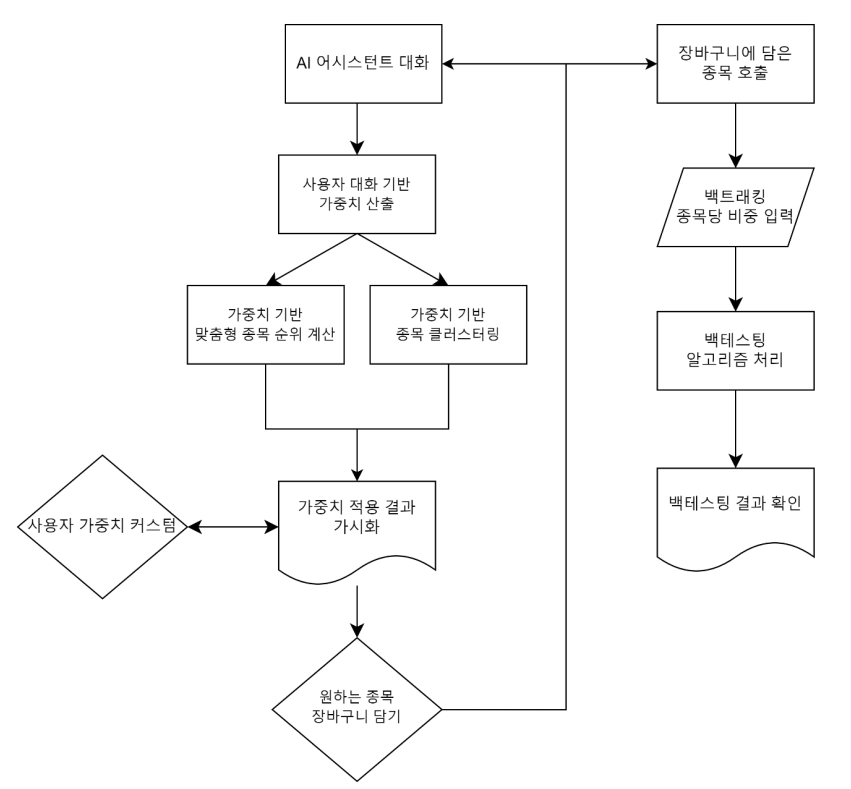 AI 어시스턴트 대화
사용자 대화 기반
가중치 산출
가중치 기반
맞춤형 종목 순위 계산
가중치 기반
종목 클러스터링
사용자 가중치 커스텀
가중치 적용 결과
가시화
원하는 종목
장바구니 담기
장바구니에 담은
종목 호출
백트래킹
종목당 비중 입력
백테스팅
알고리즘 처리
백테스팅 결과 확인